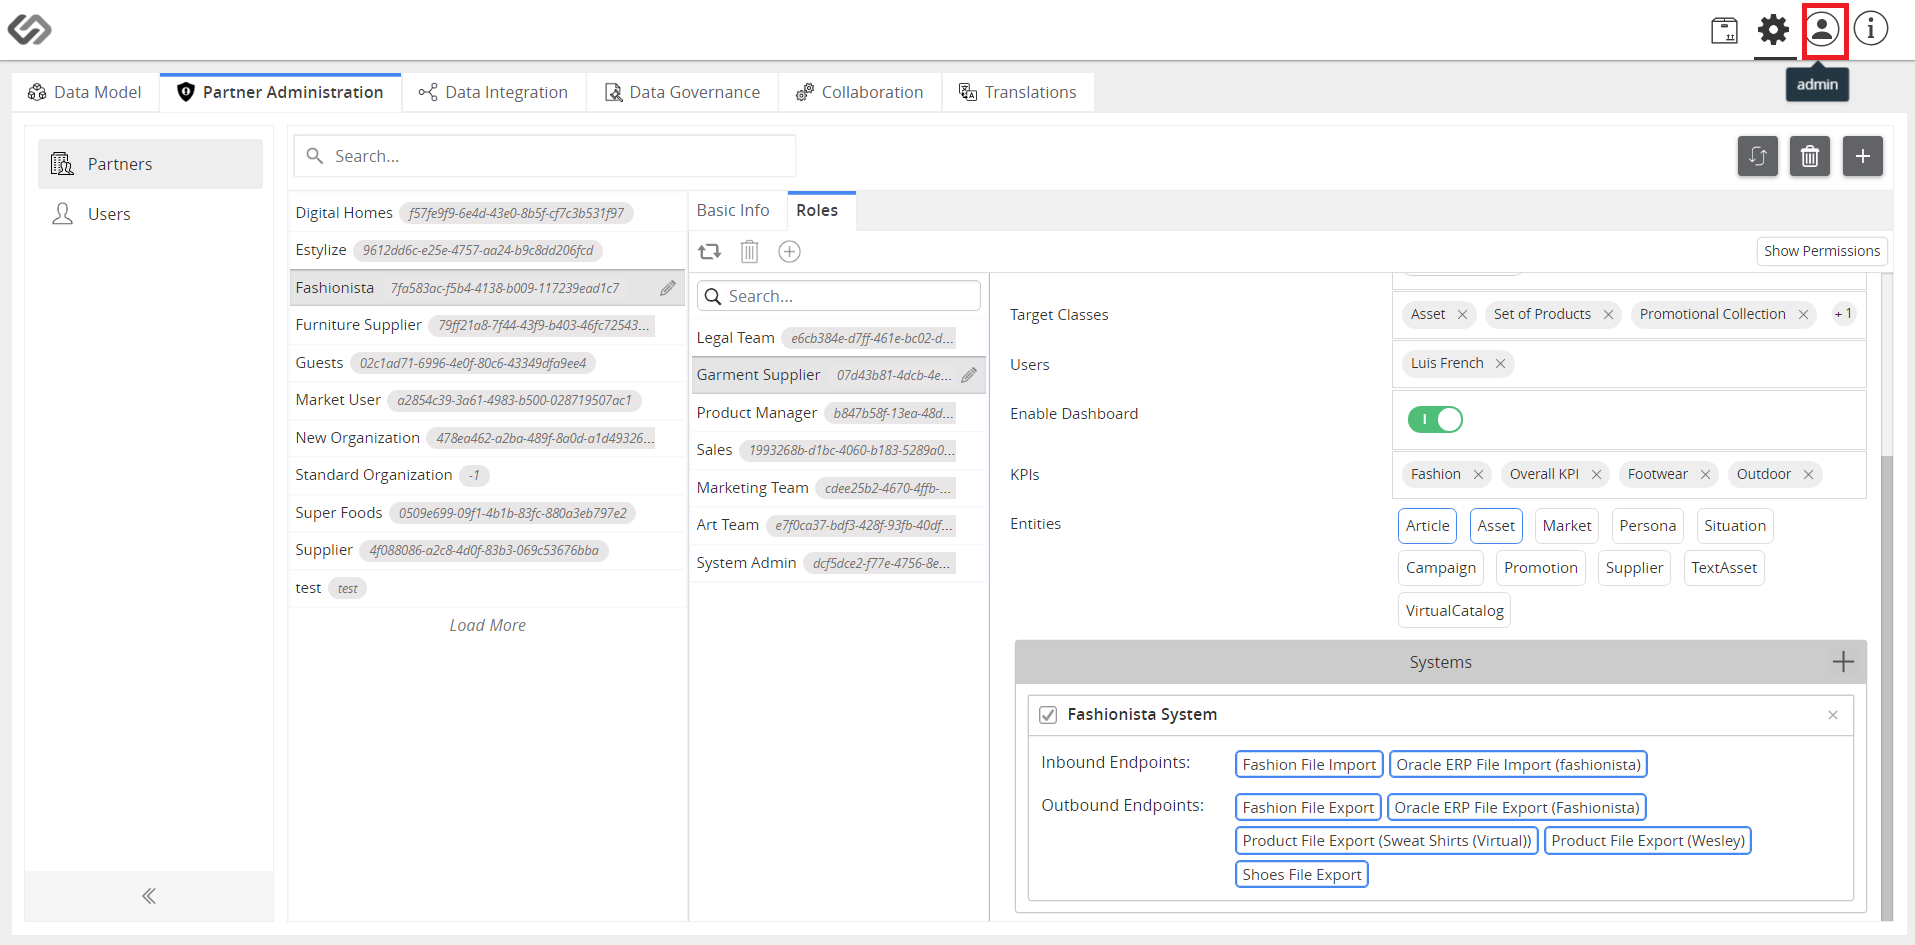 admin
Data Model
Partner Administration
Data Integration
Data Governance
Collaboration
Translations
Partners
Users
Search...
Digital Homes f57fe9f9-6e4d-43e0-8b5f-cf7c3b531f97
Estylize 9612dd6c-e25e-4757-aa24-b9c8dd206fcd
Fashionista 7fa583ac-f5b4-4138-b009-117239ead1c7
Furniture Supplier 79ff21a8-7f44-43f9-b403-46fc72543...
Guests 02c1ad71-6996-4e0f-80c6-43349dfa9ee4
Market User a2854c39-3a61-4983-b500-028719507ac1
New Organization 478ea462-a2ba-489f-8a0d-a1d49326...
Standard Organization -1
Super Foods 0509e699-09f1-4b1b-83fc-880a3eb797e2
Supplier 4f088086-a2c8-4d0f-83b3-069c53676bba
test test
Load More
Basic Info
Roles
Show Permissions
Search...
Legal Team e6cb384e-d7ff-461e-bc02-d...
Garment Supplier 07d43b81-4dcb-4e...
Product Manager b847b58f-13ea-48d...
Sales 1993268b-d1bc-4060-b183-5289a0...
Marketing Team cdee25b2-4670-4ffb-...
Art Team e7f0ca37-bdf3-428f-93fb-40df...
System Admin dcf5dce2-f77e-4756-8e...
Target Classes
Asset Set of Products Promotional Collection +1
Users
Luis French
Enable Dashboard
KPIs
Fashion Overall KPI Footwear Outdoor
Entities
Article Asset Market Persona Situation
Campaign Promotion Supplier TextAsset
VirtualCatalog
Systems
Fashionista System
Inbound Endpoints:
Fashion File Import Oracle ERP File Import (fashionista)
Outbound Endpoints:
Fashion File Export Oracle ERP File Export (Fashionista)
Product File Export (Sweat Shirts (Virtual)) Product File Export (Wesley)
Shoes File Export